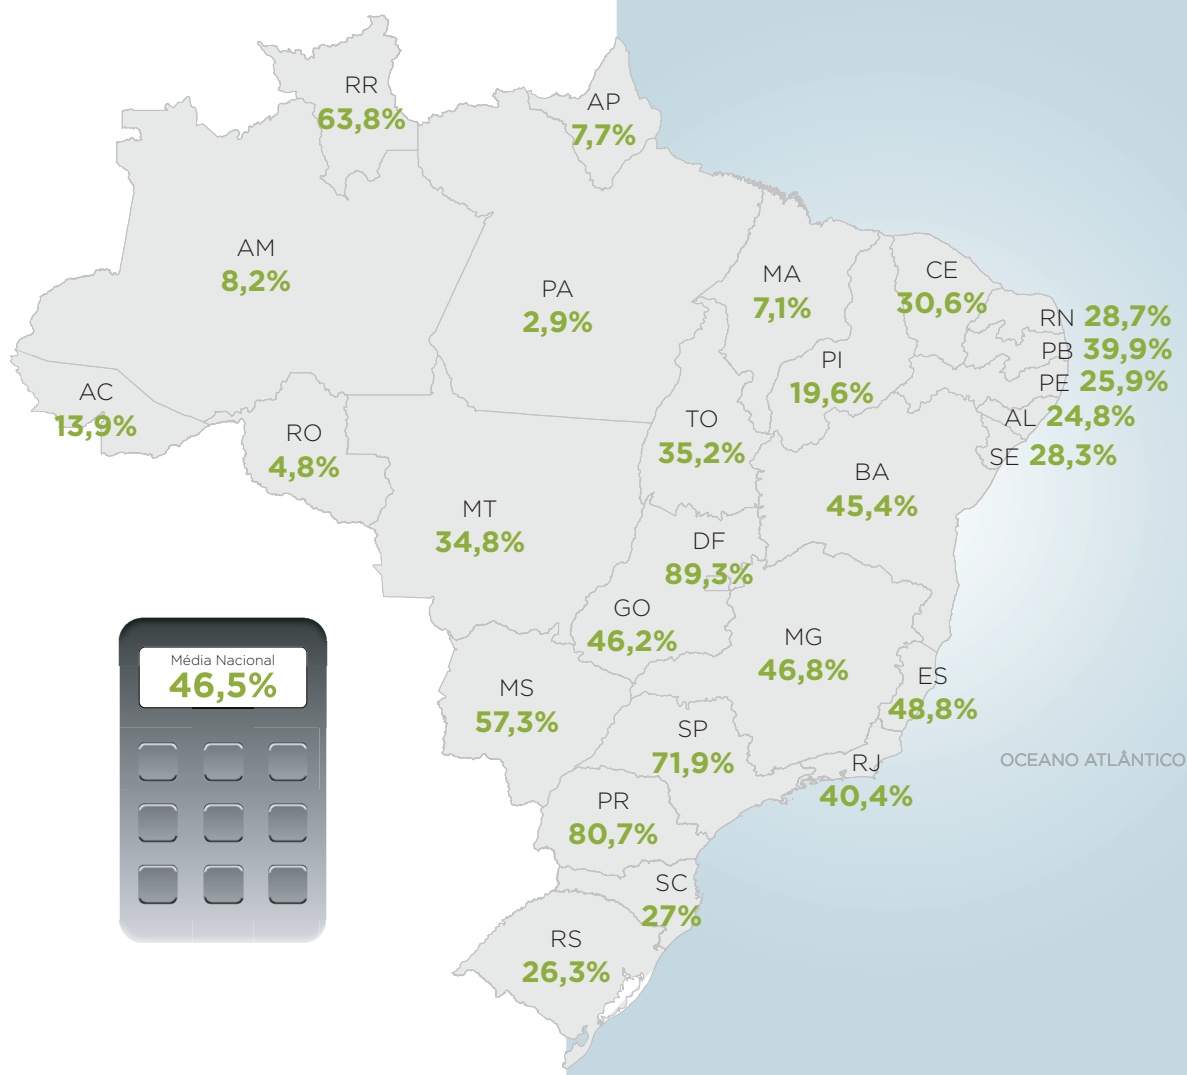 RR
63,8%
AP
7,7%
AM
8,2%
PA
2,9%
MA
7,1%
CE
30,6%
RN 28,7%
PB 39,9%
PE 25,9%
AL 24,8%
SE 28,3%
PI
19,6%
AC
13,9%
RO
4,8%
TO
35,2%
BA
45,4%
MT
34,8%
DF
89,3%
GO
46,2%
MG
46,8%
ES
48,8%
Média Nacional
46,5%
MS
57,3%
SP
71,9%
RJ
40,4%
OCEANO ATLÂNTICO
PR
80,7%
SC
27%
RS
26,3%